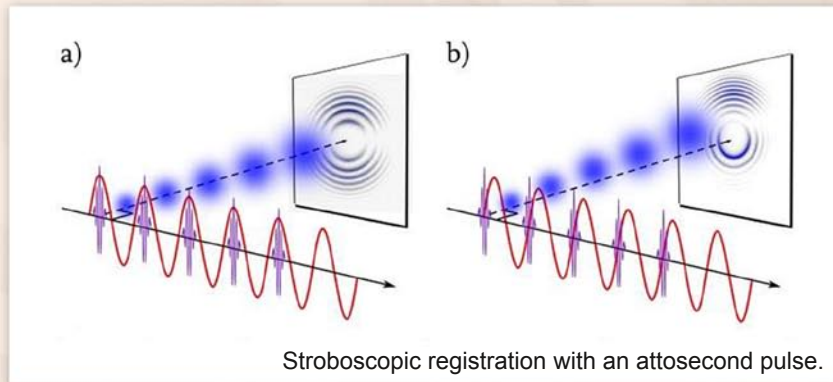 a)
b)
Stroboscopic registration with an attosecond pulse.